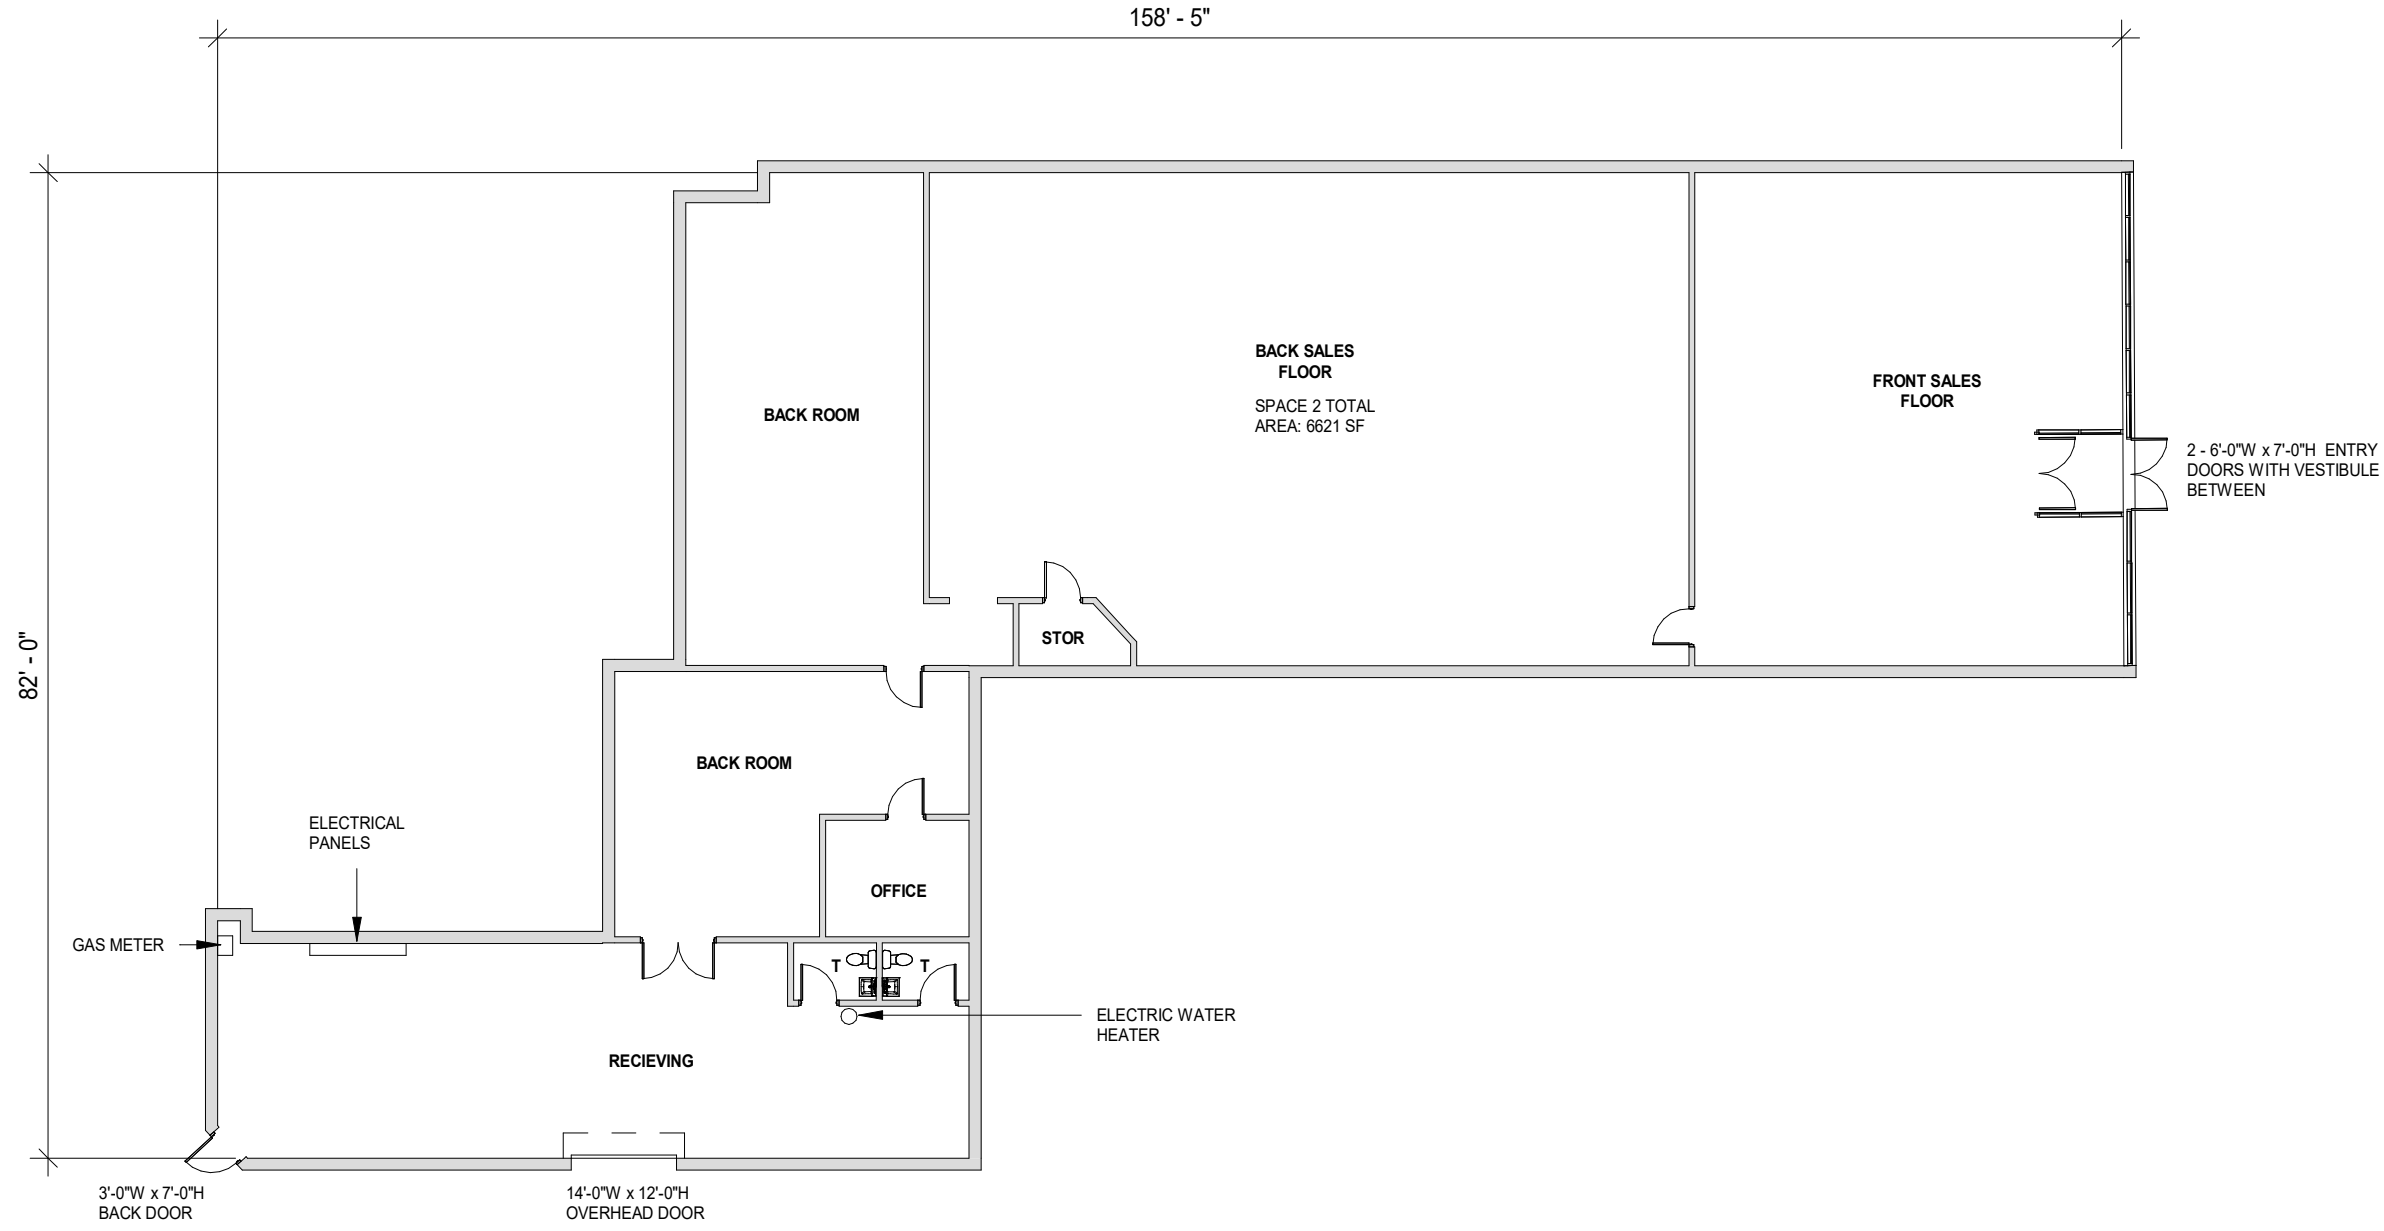 158' - 5"
BACK SALES
FLOOR
SPACE 2 TOTAL
AREA: 6621 SF
FRONT SALES
FLOOR
BACK ROOM
2 - 6'-0"W x 7'-0"H ENTRY
DOORS WITH VESTIBULE
BETWEEN
STOR
82' - 0"
BACK ROOM
ELECTRICAL
PANELS
OFFICE
GAS METER
T
T
ELECTRIC WATER
HEATER
RECIEVING
3'-0"W x 7'-0"H
BACK DOOR
14'-0"W x 12'-0"H
OVERHEAD DOOR